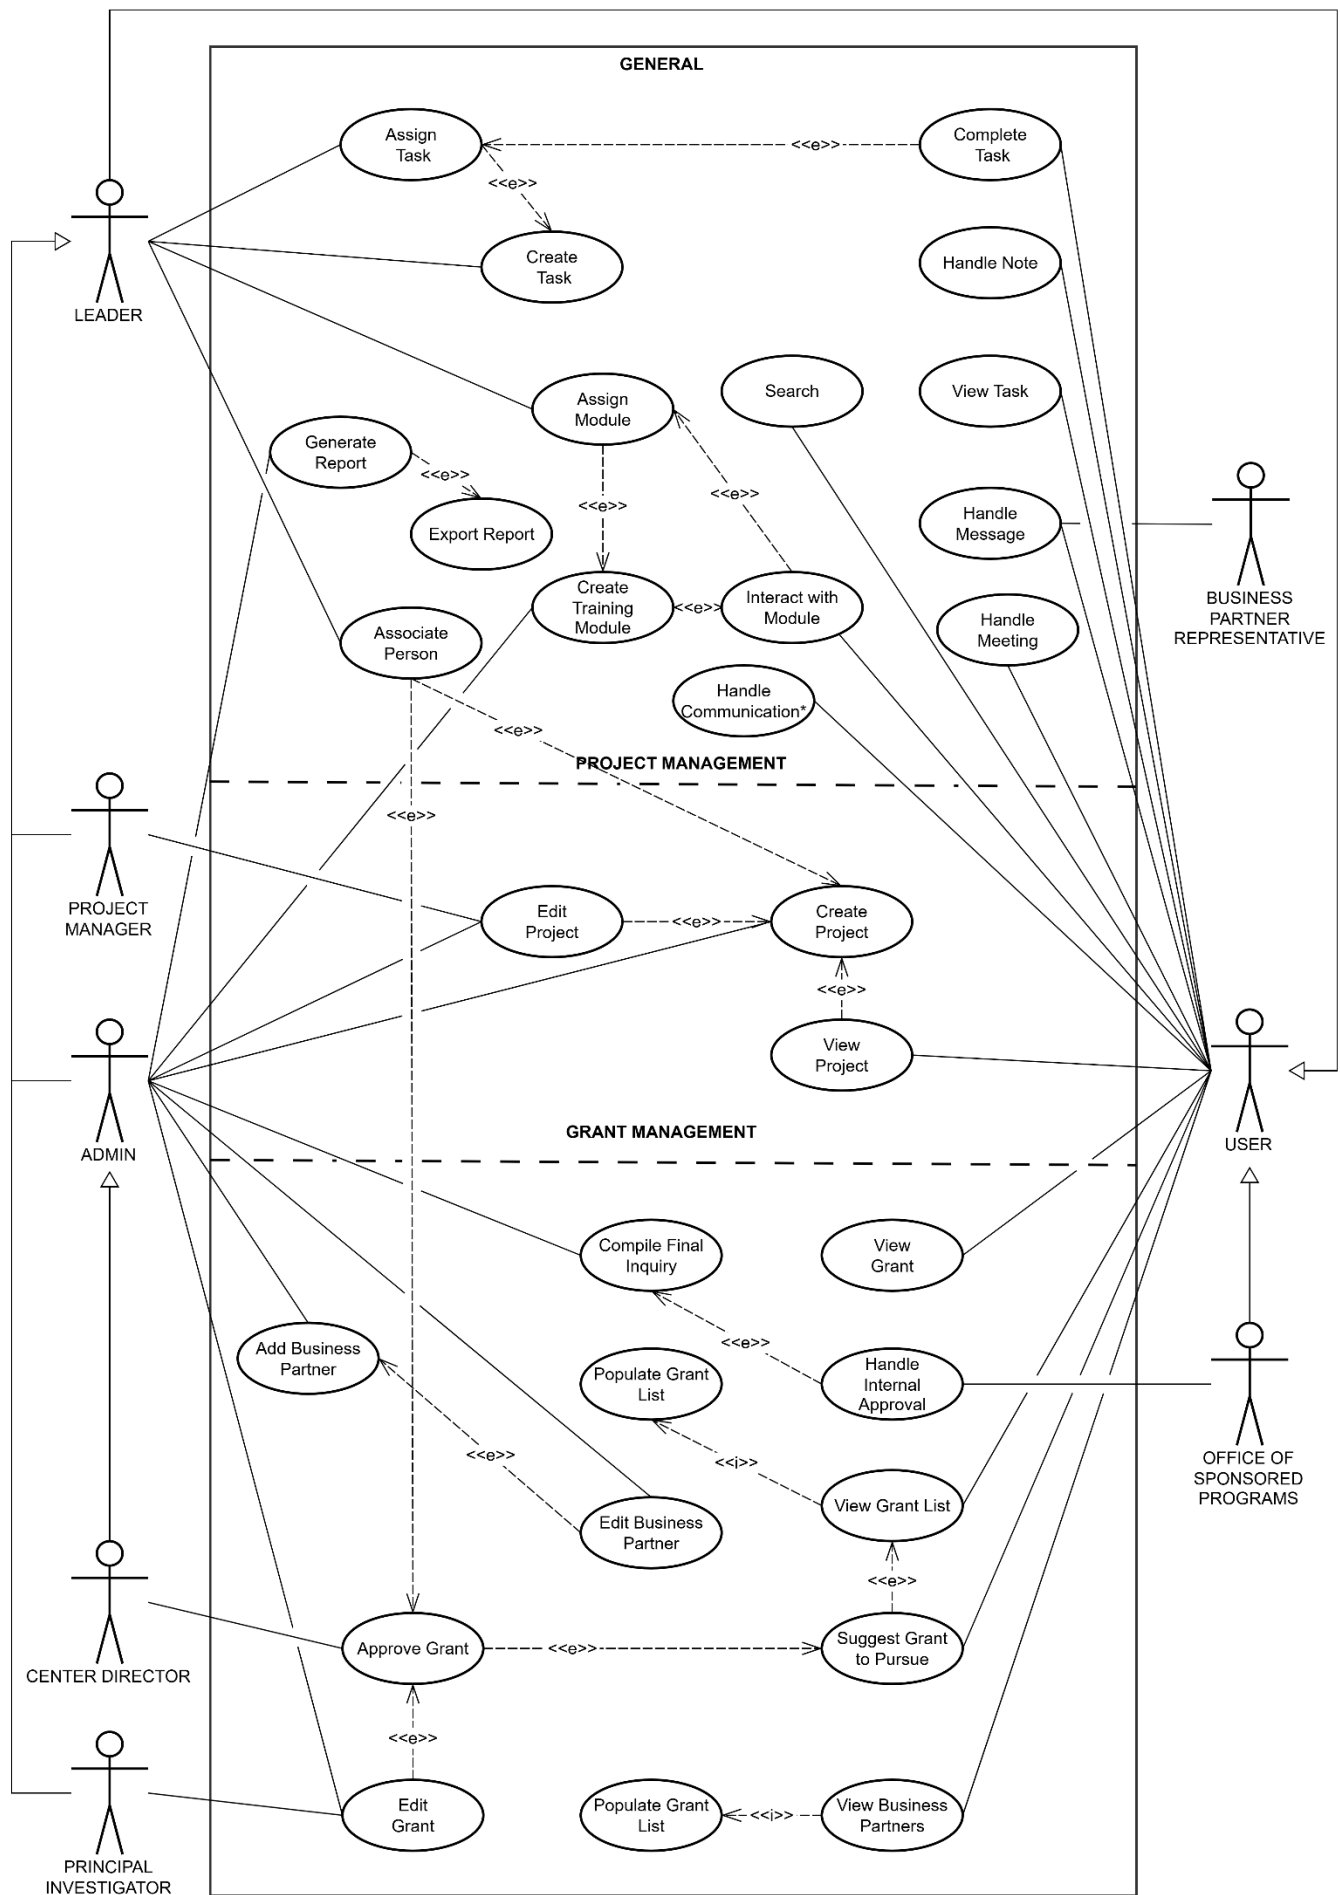 GENERAL
Assign
Task
<<e>>
Complete
Task
<<e>>
Create
Task
Handle Note
LEADER
Assign
Module
Search
View Task
Generate
Report
<<e>>
Export Report
<<e>>
<<e>>
Handle
Message
BUSINESS
PARTNER
REPRESENTATIVE
Create
Training
Module
<<e>>
Interact with
Module
Handle
Meeting
Associate
Person
Handle
Communication*
<<e>>
PROJECT MANAGEMENT
<<e>>
PROJECT
MANAGER
Edit
Project
<<e>>
Create
Project
<<e>>
View
Project
ADMIN
USER
GRANT MANAGEMENT
Compile Final
Inquiry
View
Grant
<<e>>
Add Business
Partner
Populate Grant
List
Handle
Internal
Approval
<<e>>
<<i>>
OFFICE OF
SPONSORED
PROGRAMS
View Grant List
Edit Business
Partner
<<e>>
CENTER DIRECTOR
Approve Grant
<<e>>
Suggest Grant
to Pursue
<<e>>
Edit
Grant
Populate Grant
List
<<i>>
View Business
Partners
PRINCIPAL
INVESTIGATOR